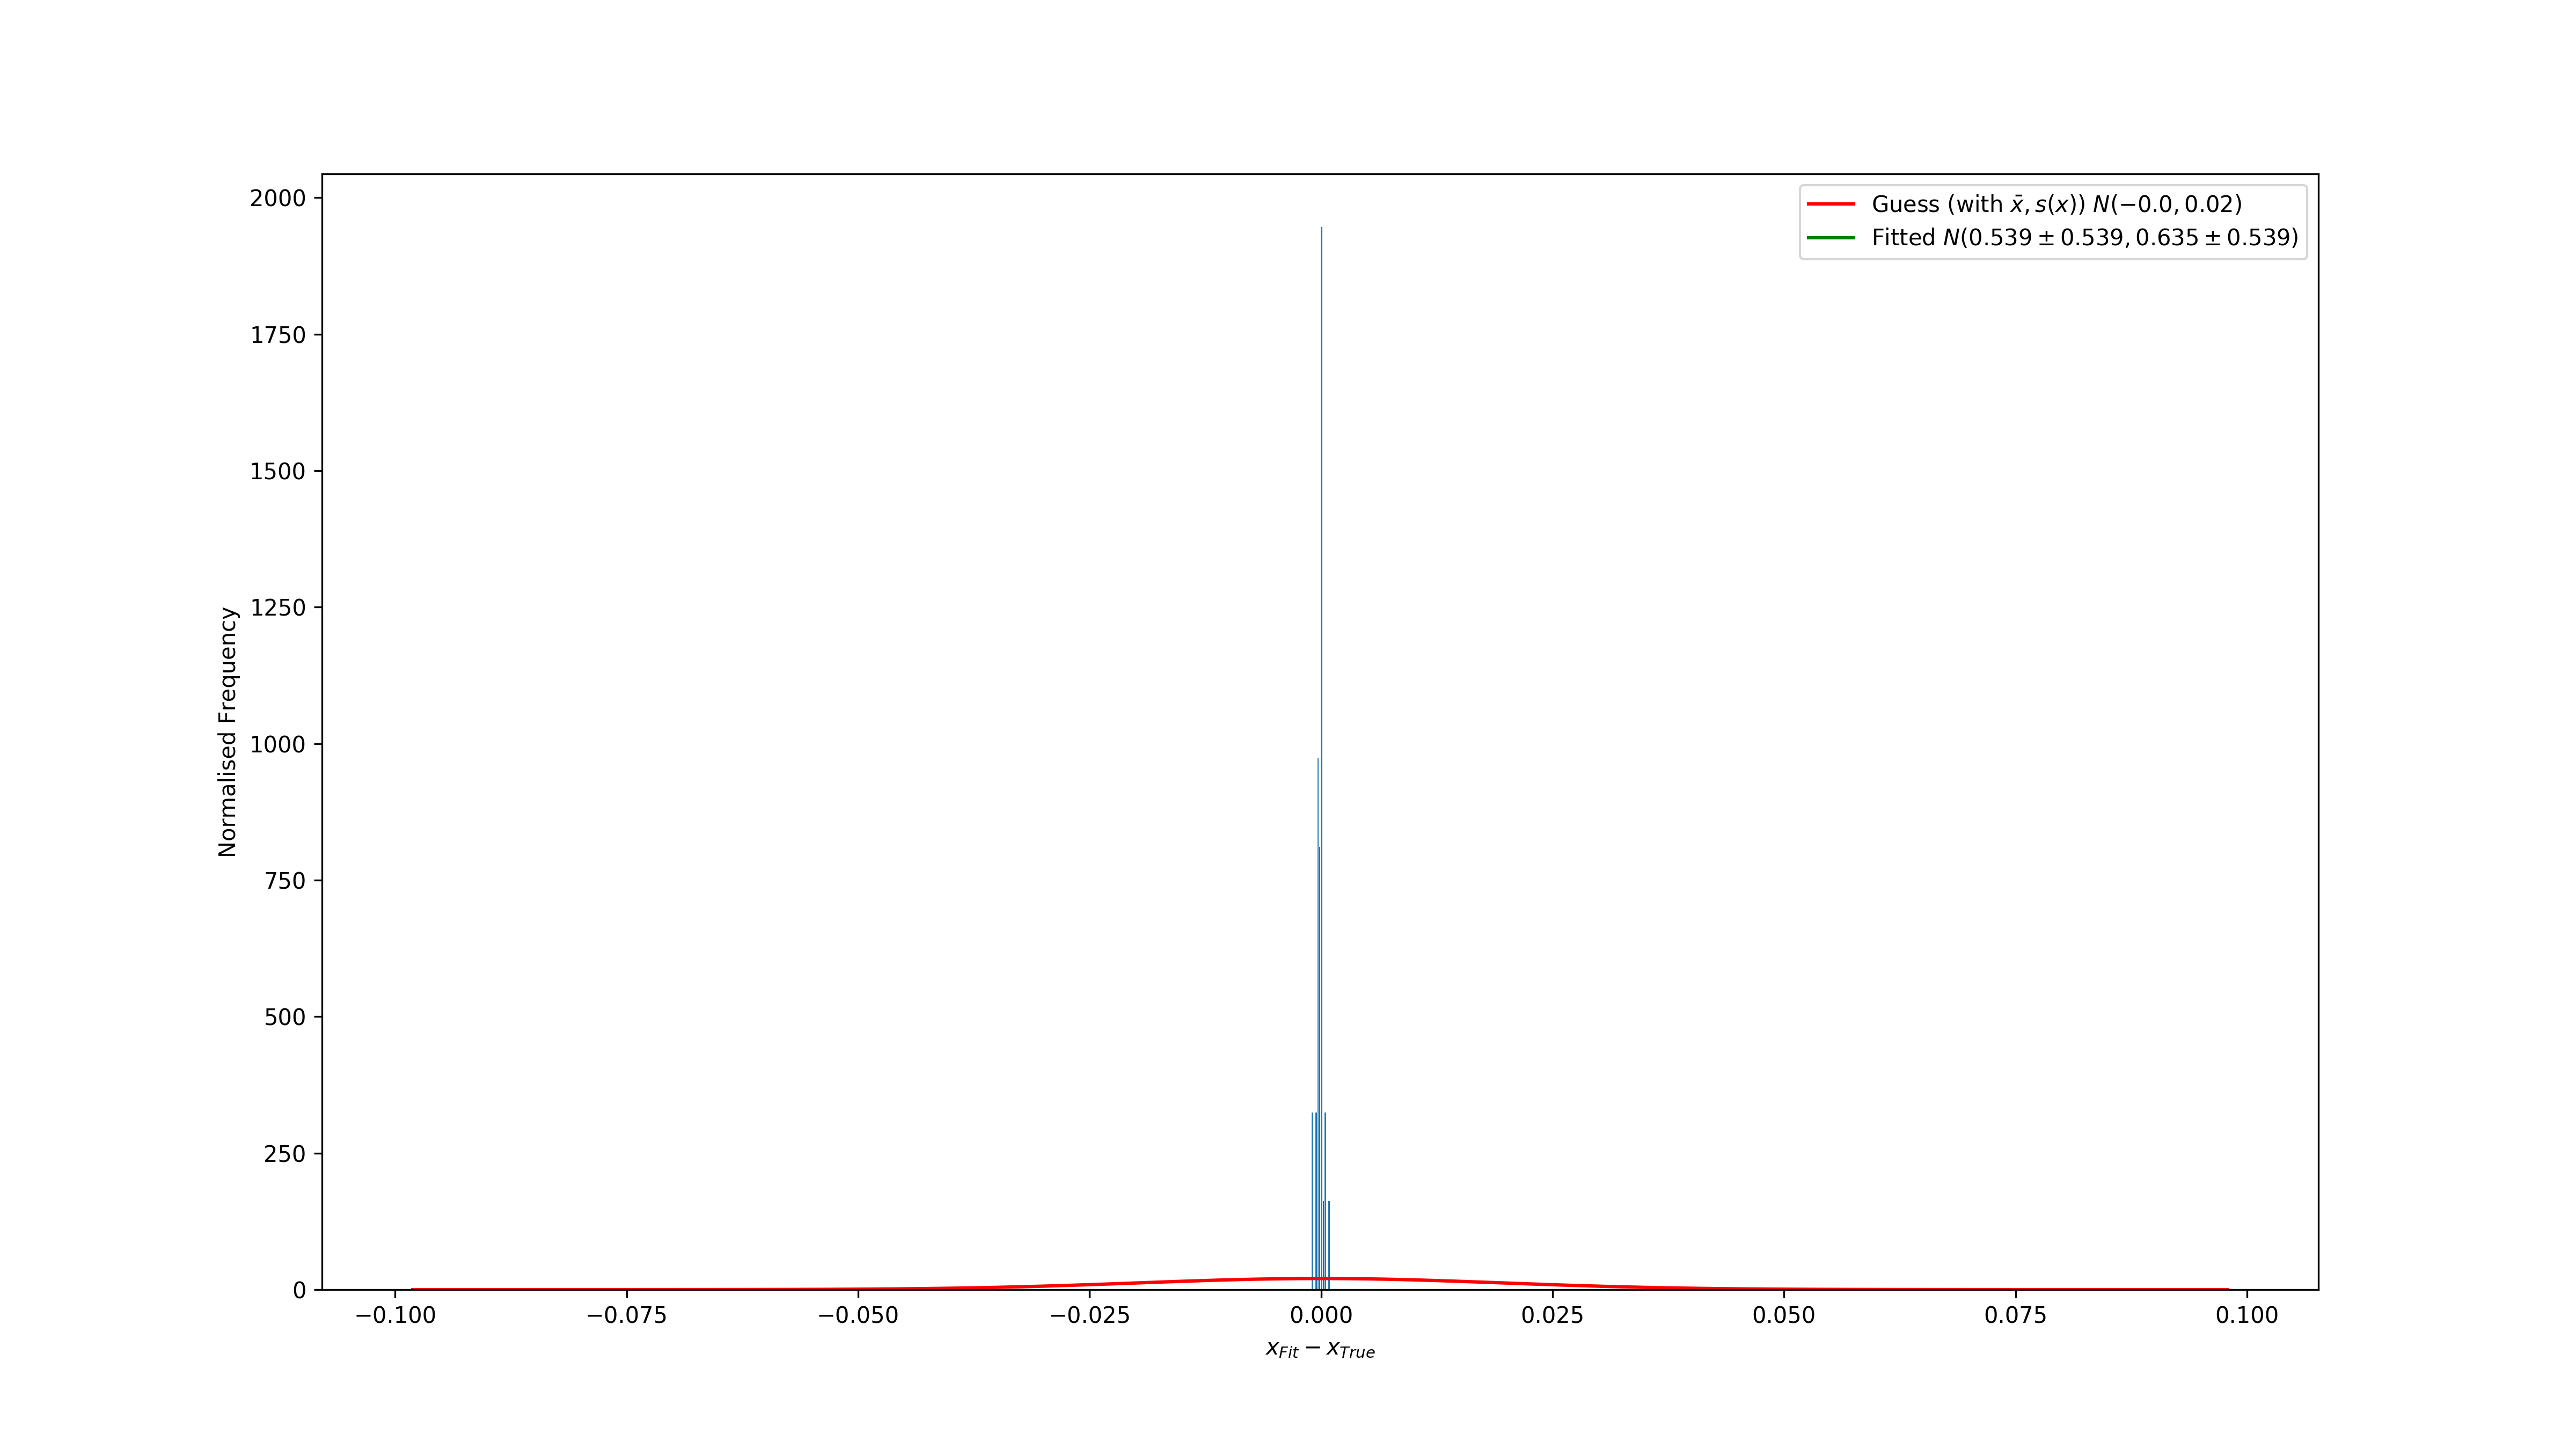 Guess (with x̄, s(x)) N(−0.0, 0.02)
Fitted N(0.539 ± 0.539, 0.635 ± 0.539)
2000
1750
1500
1250
1000
750
500
250
0
Normalised Frequency
−0.100 −0.075 −0.050 −0.025 0.000 0.025 0.050 0.075 0.100
x_Fit − x_True